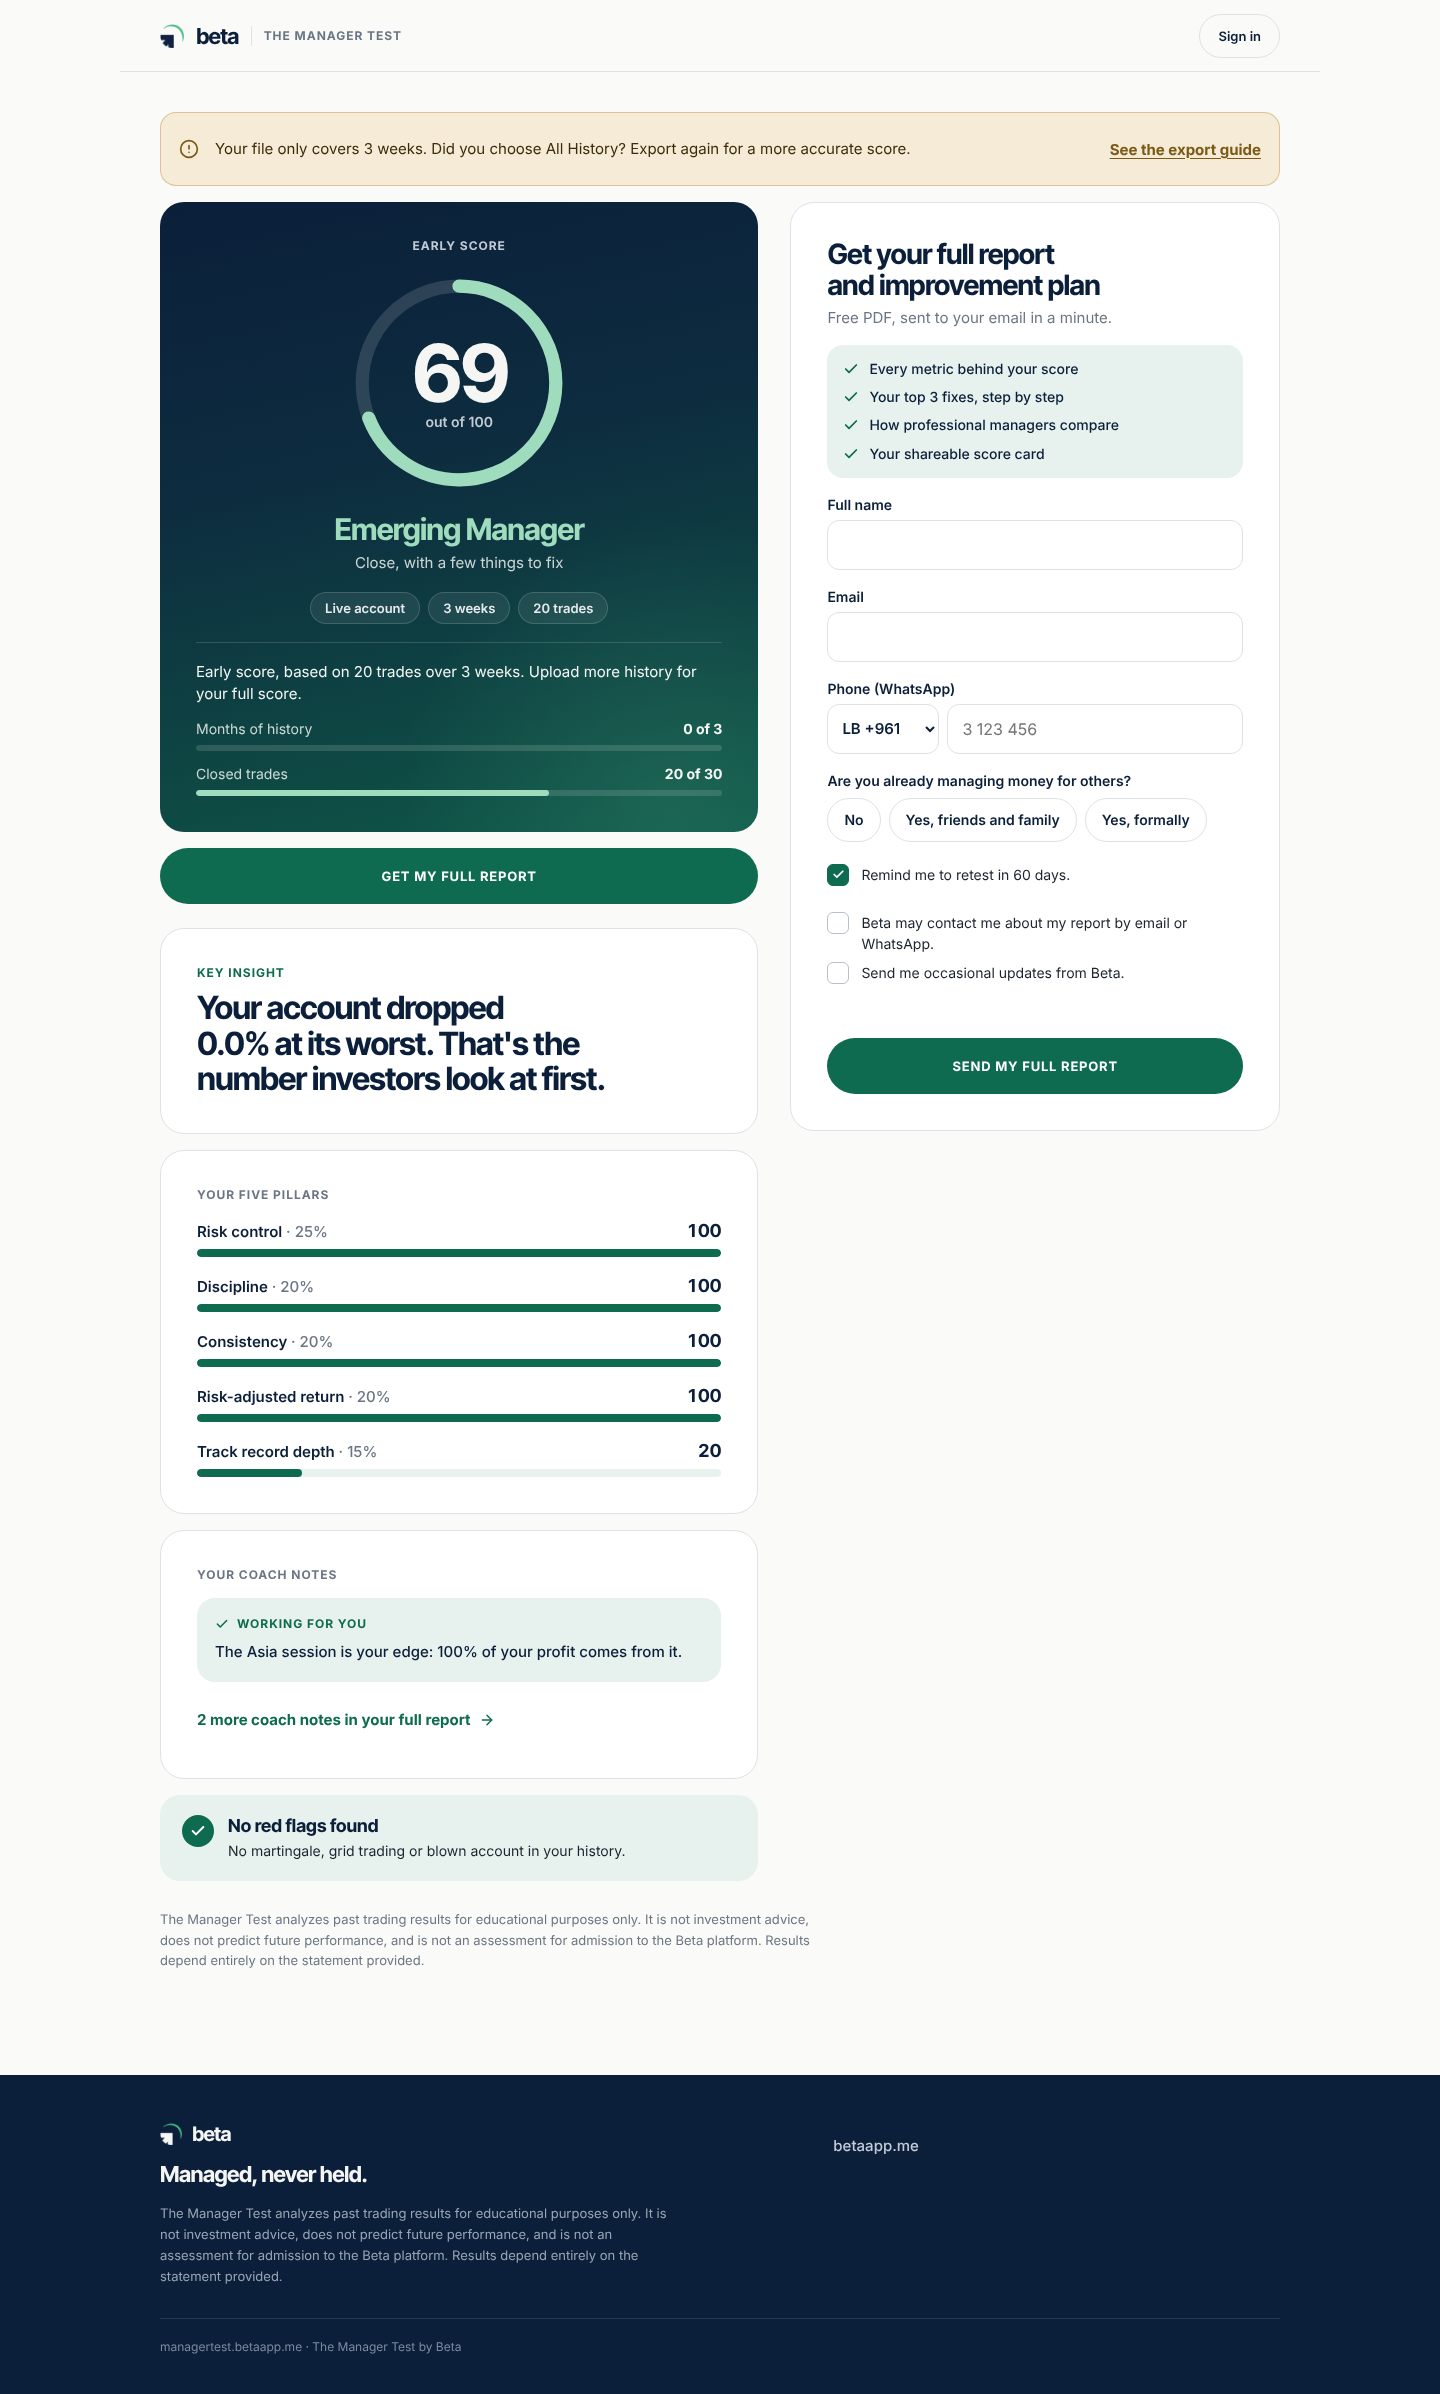 beta
THE MANAGER TEST
Sign in
Your file only covers 3 weeks. Did you choose All History? Export again for a more accurate score.
See the export guide
EARLY SCORE
69
out of 100
Emerging Manager
Close, with a few things to fix
Live account
3 weeks
20 trades
Early score, based on 20 trades over 3 weeks. Upload more history for
your full score.
Months of history
0 of 3
Closed trades
20 of 30
GET MY FULL REPORT
KEY INSIGHT
Your account dropped
0.0% at its worst. That's the
number investors look at first.
YOUR FIVE PILLARS
Risk control · 25%
100
Discipline · 20%
100
Consistency · 20%
100
Risk-adjusted return · 20%
100
Track record depth · 15%
20
YOUR COACH NOTES
WORKING FOR YOU
The Asia session is your edge: 100% of your profit comes from it.
2 more coach notes in your full report
No red flags found
No martingale, grid trading or blown account in your history.
Get your full report
and improvement plan
Free PDF, sent to your email in a minute.
Every metric behind your score
Your top 3 fixes, step by step
How professional managers compare
Your shareable score card
Full name
Email
Phone (WhatsApp)
LB +961
3 123 456
Are you already managing money for others?
No
Yes, friends and family
Yes, formally
Remind me to retest in 60 days.
Beta may contact me about my report by email or
WhatsApp.
Send me occasional updates from Beta.
SEND MY FULL REPORT
The Manager Test analyzes past trading results for educational purposes only. It is not investment advice,
does not predict future performance, and is not an assessment for admission to the Beta platform. Results
depend entirely on the statement provided.
beta
Managed, never held.
The Manager Test analyzes past trading results for educational purposes only. It is
not investment advice, does not predict future performance, and is not an
assessment for admission to the Beta platform. Results depend entirely on the
statement provided.
betaapp.me
managertest.betaapp.me · The Manager Test by Beta